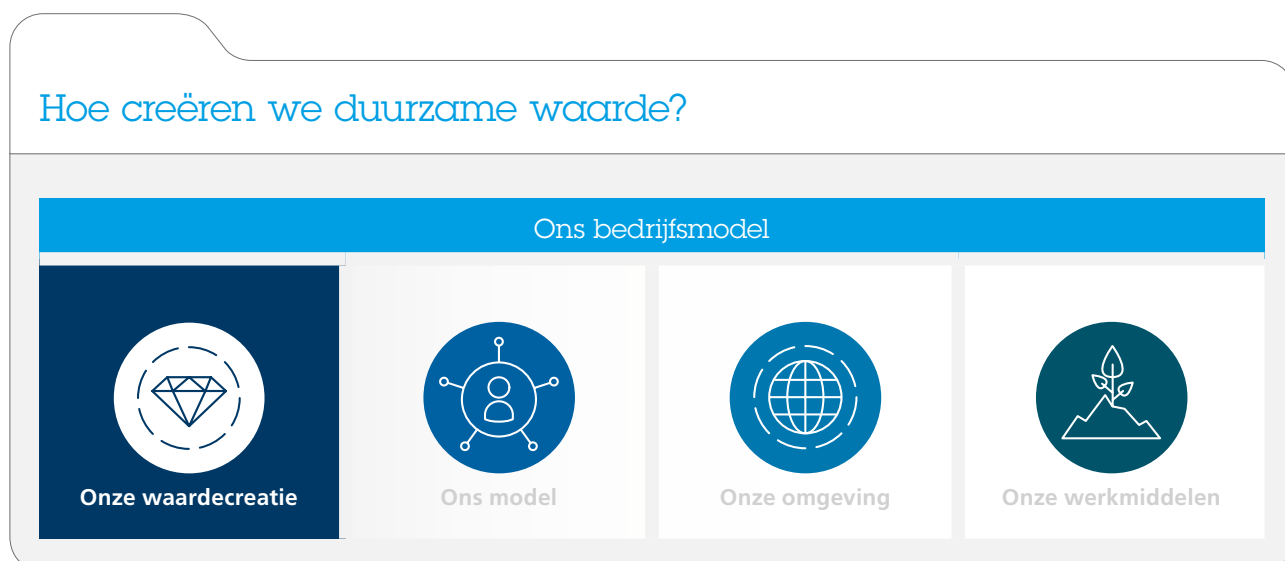 Hoe creëren we duurzame waarde?
Ons bedrijfsmodel
Onze waardecreatie
Ons model
Onze omgeving
Onze werkmiddelen